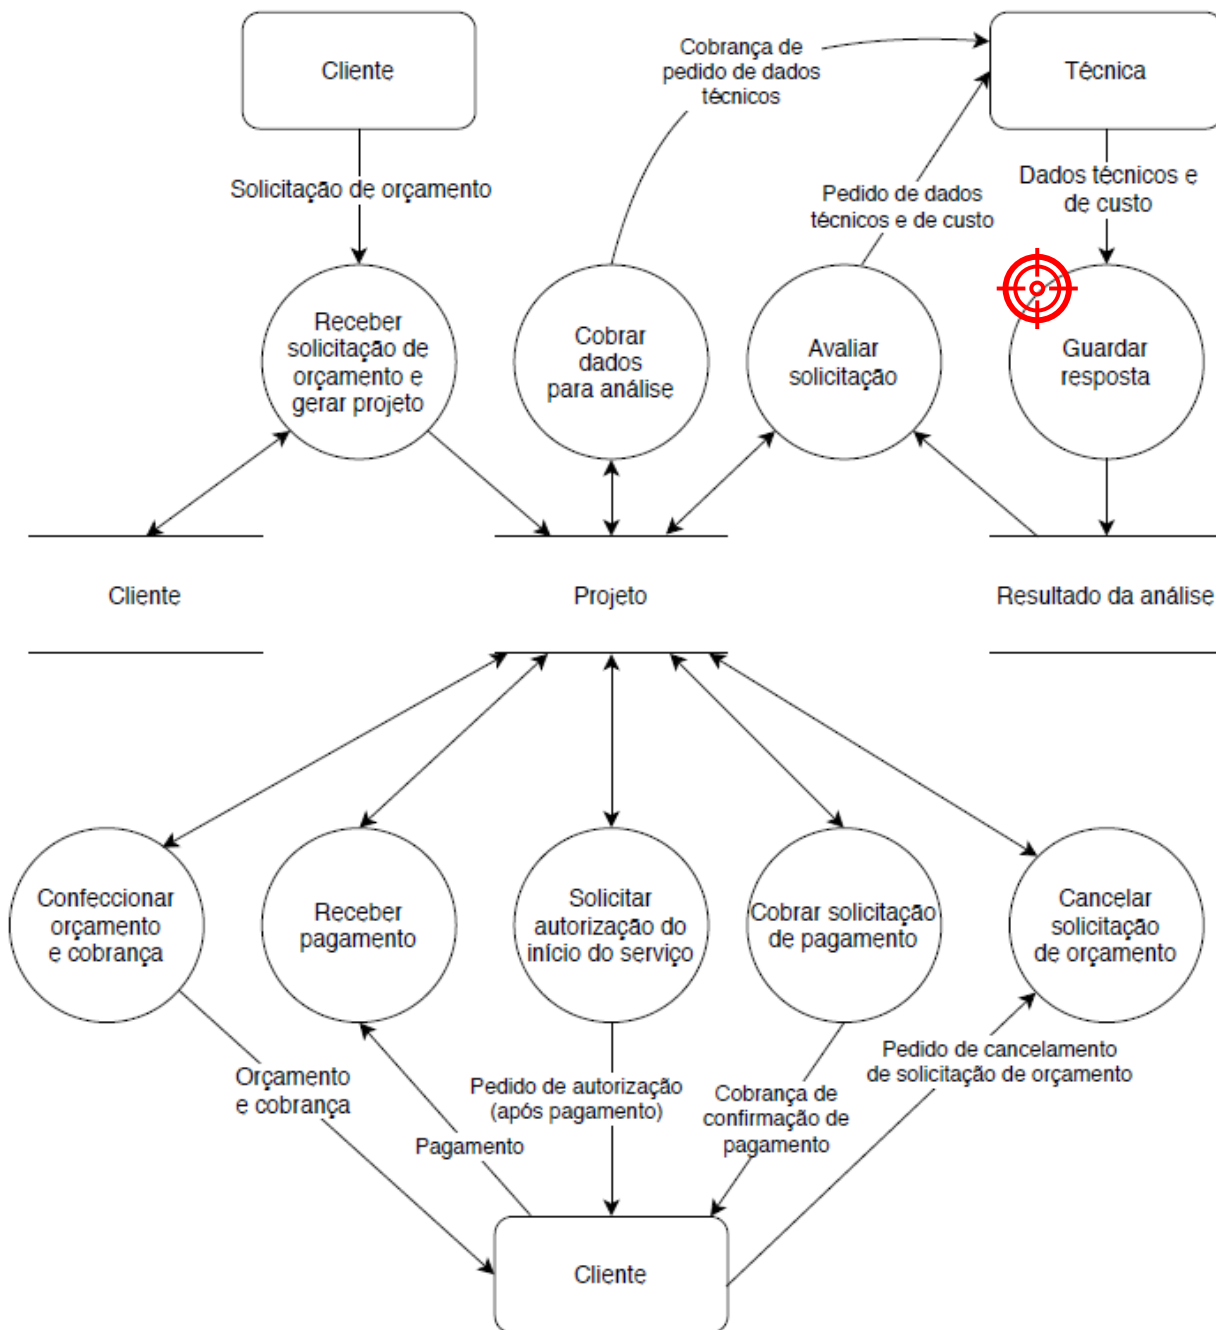 Cliente
Cobrança de
pedido de dados
técnicos
Técnica
Solicitação de orçamento
Pedido de dados
técnicos e de custo
Dados técnicos e
de custo
Receber
solicitação de
orçamento e
gerar projeto
Cobrar
dados
para análise
Avaliar
solicitação
Guardar
resposta
Cliente
Projeto
Resultado da análise
Confeccionar
orçamento
e cobrança
Receber
pagamento
Solicitar
autorização do
início do serviço
Cobrar solicitação
de pagamento
Cancelar
solicitação
de orçamento
Orçamento
e cobrança
Pagamento
Pedido de autorização
(após pagamento)
Cobrança de
confirmação de
pagamento
Pedido de cancelamento
de solicitação de orçamento
Cliente